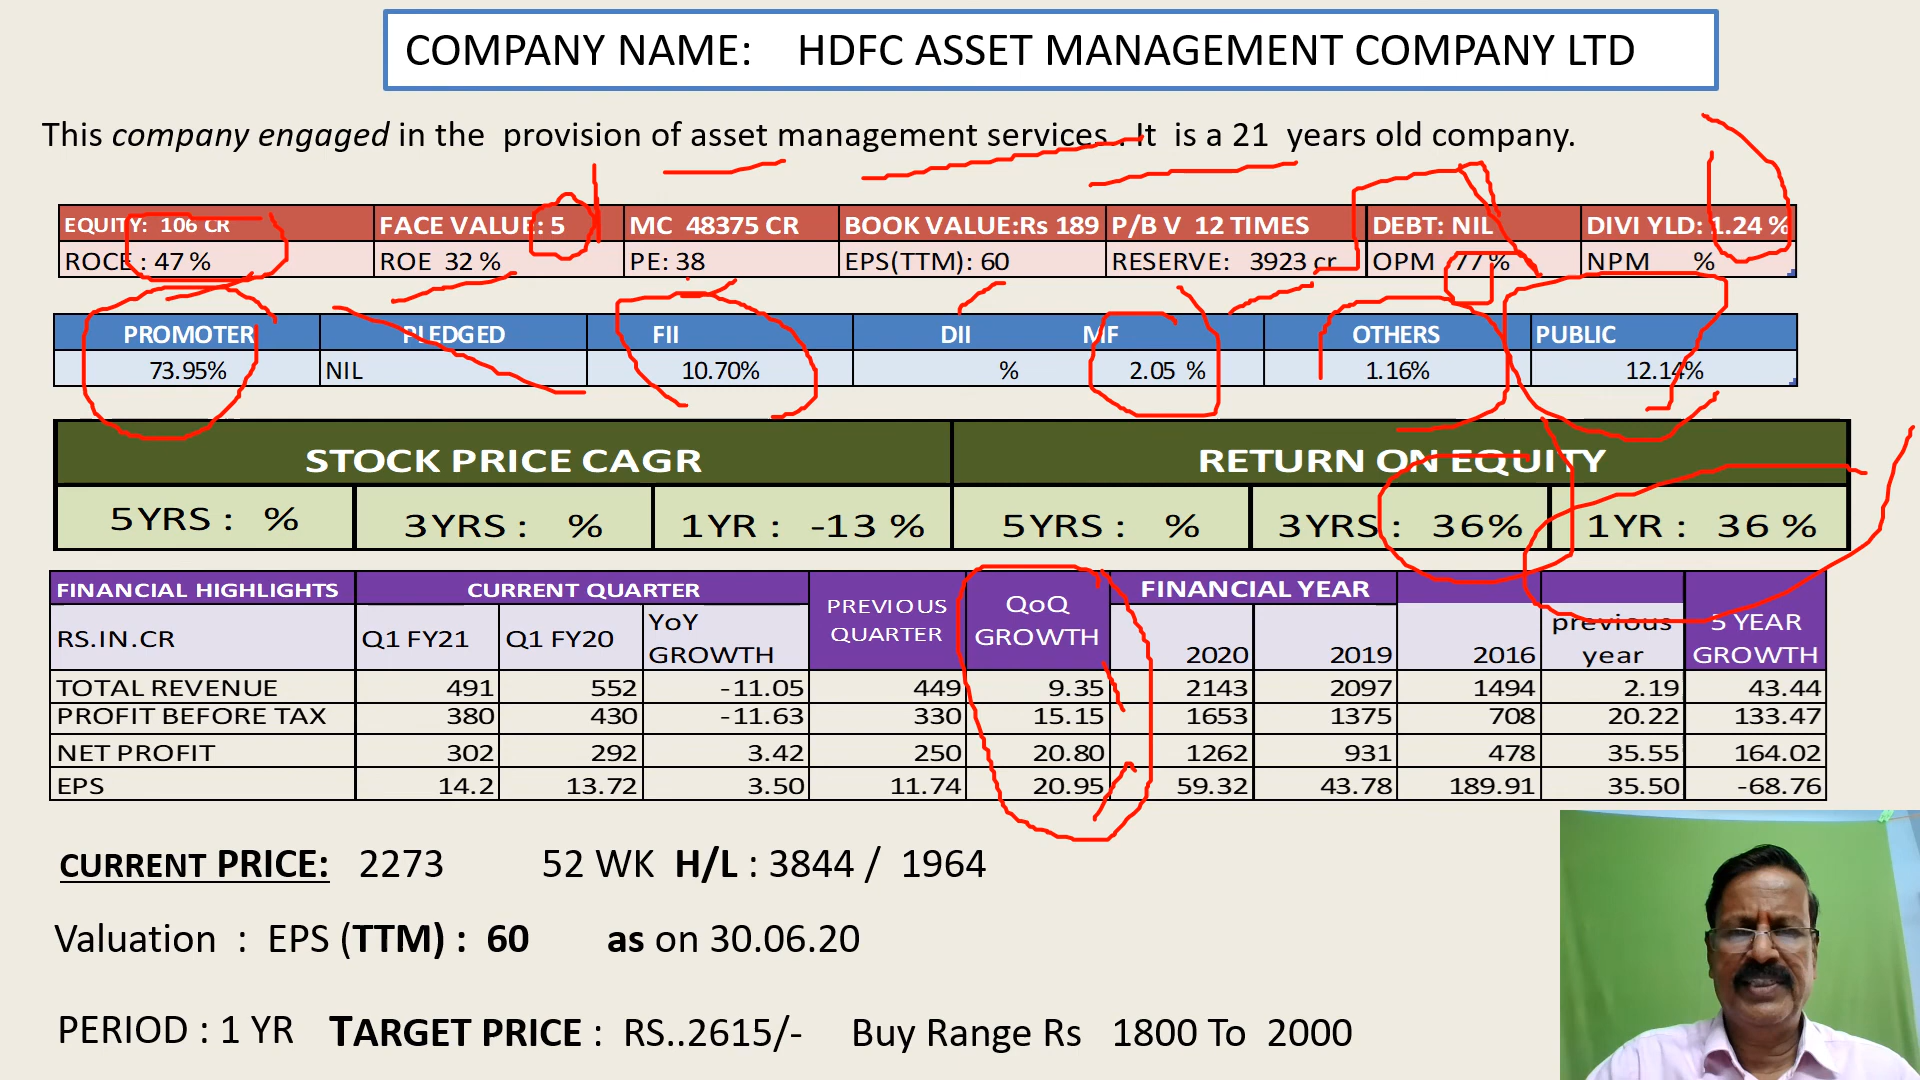 COMPANY NAME: HDFC ASSET MANAGEMENT COMPANY LTD
This company engaged in the provision of asset management services.. It is a 21 years old company.
EQUITY: 106 CR FACE VALUE: 5 MC 48375 CR BOOK VALUE:Rs 189 P/B V 12 TIMES DEBT: NIL DIVI YLD: 1.24 %
ROCE : 47 % ROE 32 % PE: 38 EPS(TTM): 60 RESERVE: 3923 cr OPM 77% NPM %
PROMOTER PLEDGED FII DII MF OTHERS PUBLIC
73.95% NIL 10.70% % 2.05 % 1.16% 12.14%
STOCK PRICE CAGR RETURN ON EQUITY
5YRS : % 3YRS : % 1YR : -13 % 5YRS : % 3YRS : 36% 1YR : 36 %
FINANCIAL HIGHLIGHTS CURRENT QUARTER PREVIOUS QUARTER QoQ GROWTH FINANCIAL YEAR
RS.IN.CR Q1 FY21 Q1 FY20 YoY GROWTH 2020 2019 2016 previous year 5 YEAR GROWTH
TOTAL REVENUE 491 552 -11.05 449 9.35 2143 2097 1494 2.19 43.44
PROFIT BEFORE TAX 380 430 -11.63 330 15.15 1653 1375 708 20.22 133.47
NET PROFIT 302 292 3.42 250 20.80 1262 931 478 35.55 164.02
EPS 14.2 13.72 3.50 11.74 20.95 59.32 43.78 189.91 35.50 -68.76
CURRENT PRICE: 2273 52 WK H/L : 3844 / 1964
Valuation : EPS (TTM) : 60 as on 30.06.20
PERIOD : 1 YR TARGET PRICE : RS..2615/- Buy Range Rs 1800 To 2000